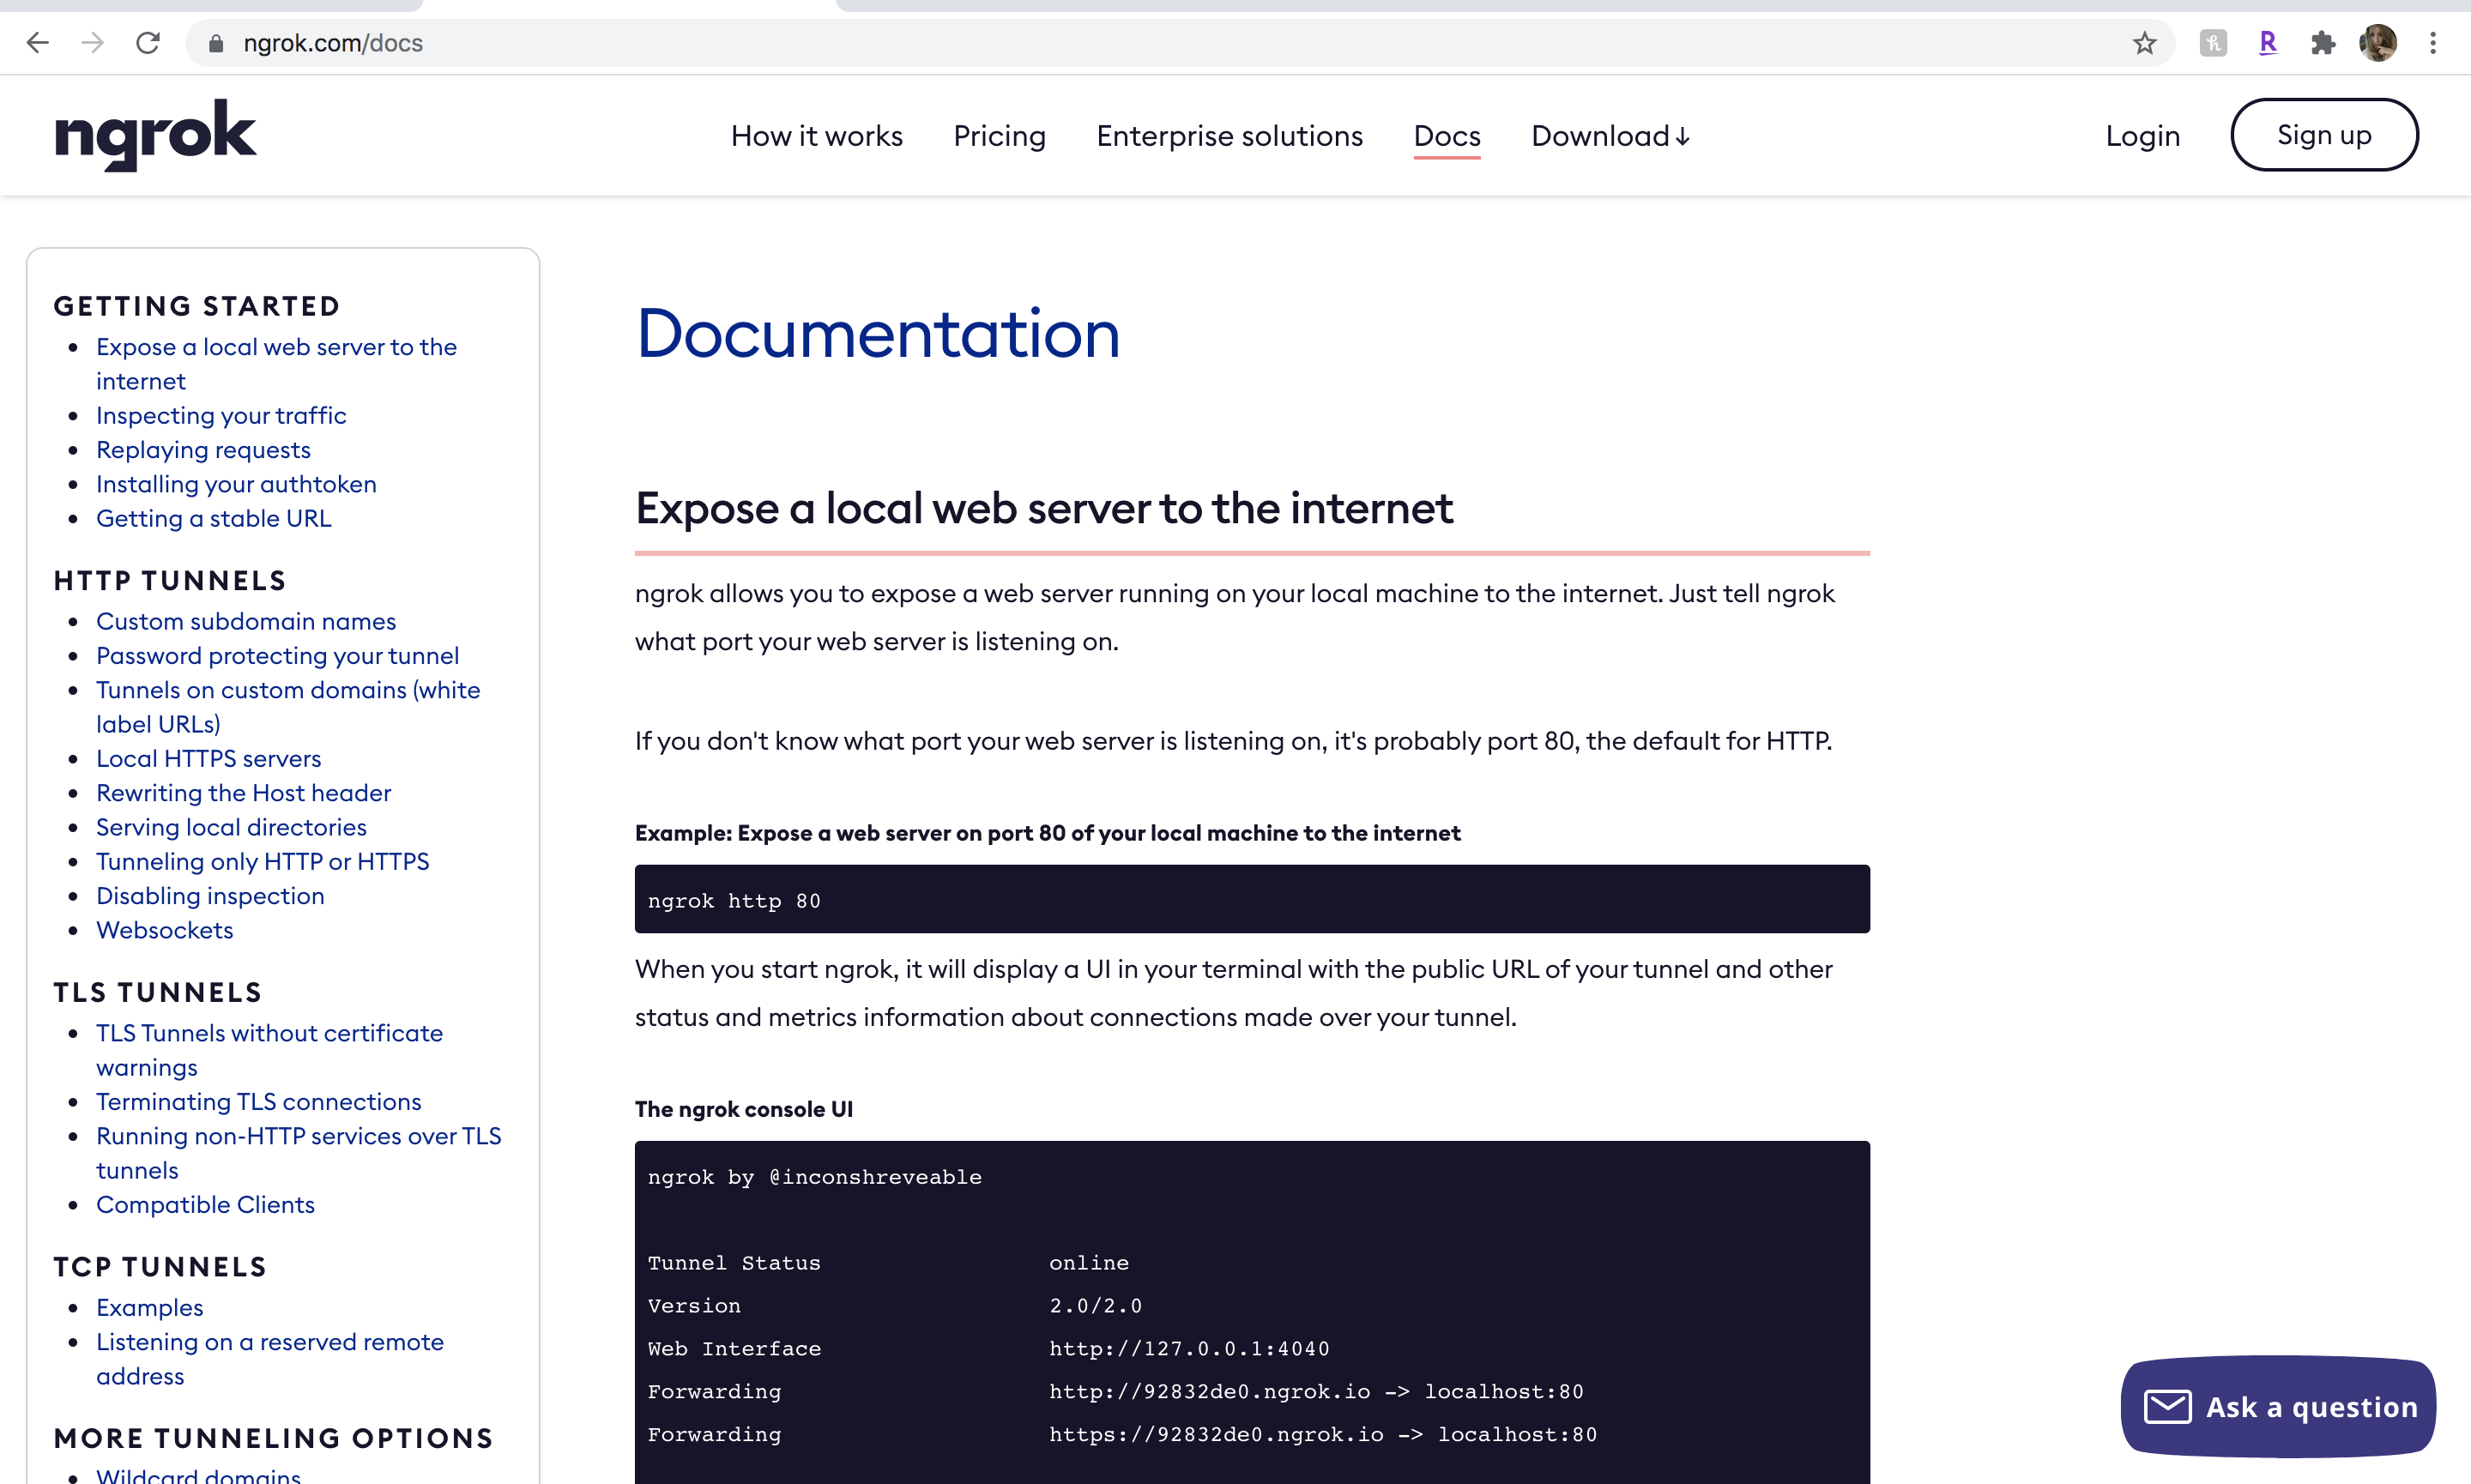 ngrok.com/docs
R
ngrok
How it works
Pricing
Enterprise solutions
Docs
Download↓
Login
Sign up
GETTING STARTED
Expose a local web server to the
internet
Inspecting your traffic
Replaying requests
Installing your authtoken
Getting a stable URL
HTTP TUNNELS
Custom subdomain names
Password protecting your tunnel
Tunnels on custom domains (white
label URLs)
Local HTTPS servers
Rewriting the Host header
Serving local directories
Tunneling only HTTP or HTTPS
Disabling inspection
Websockets
TLS TUNNELS
TLS Tunnels without certificate
warnings
Terminating TLS connections
Running non-HTTP services over TLS
tunnels
Compatible Clients
TCP TUNNELS
Examples
Listening on a reserved remote
address
MORE TUNNELING OPTIONS
Wildcard domains
Documentation
Expose a local web server to the internet
ngrok allows you to expose a web server running on your local machine to the internet. Just tell ngrok
what port your web server is listening on.
If you don't know what port your web server is listening on, it's probably port 80, the default for HTTP.
Example: Expose a web server on port 80 of your local machine to the internet
ngrok http 80
When you start ngrok, it will display a UI in your terminal with the public URL of your tunnel and other
status and metrics information about connections made over your tunnel.
The ngrok console UI
ngrok by @inconshreveable
Tunnel Status online
Version 2.0/2.0
Web Interface http://127.0.0.1:4040
Forwarding http://92832de0.ngrok.io -> localhost:80
Forwarding https://92832de0.ngrok.io -> localhost:80
Ask a question